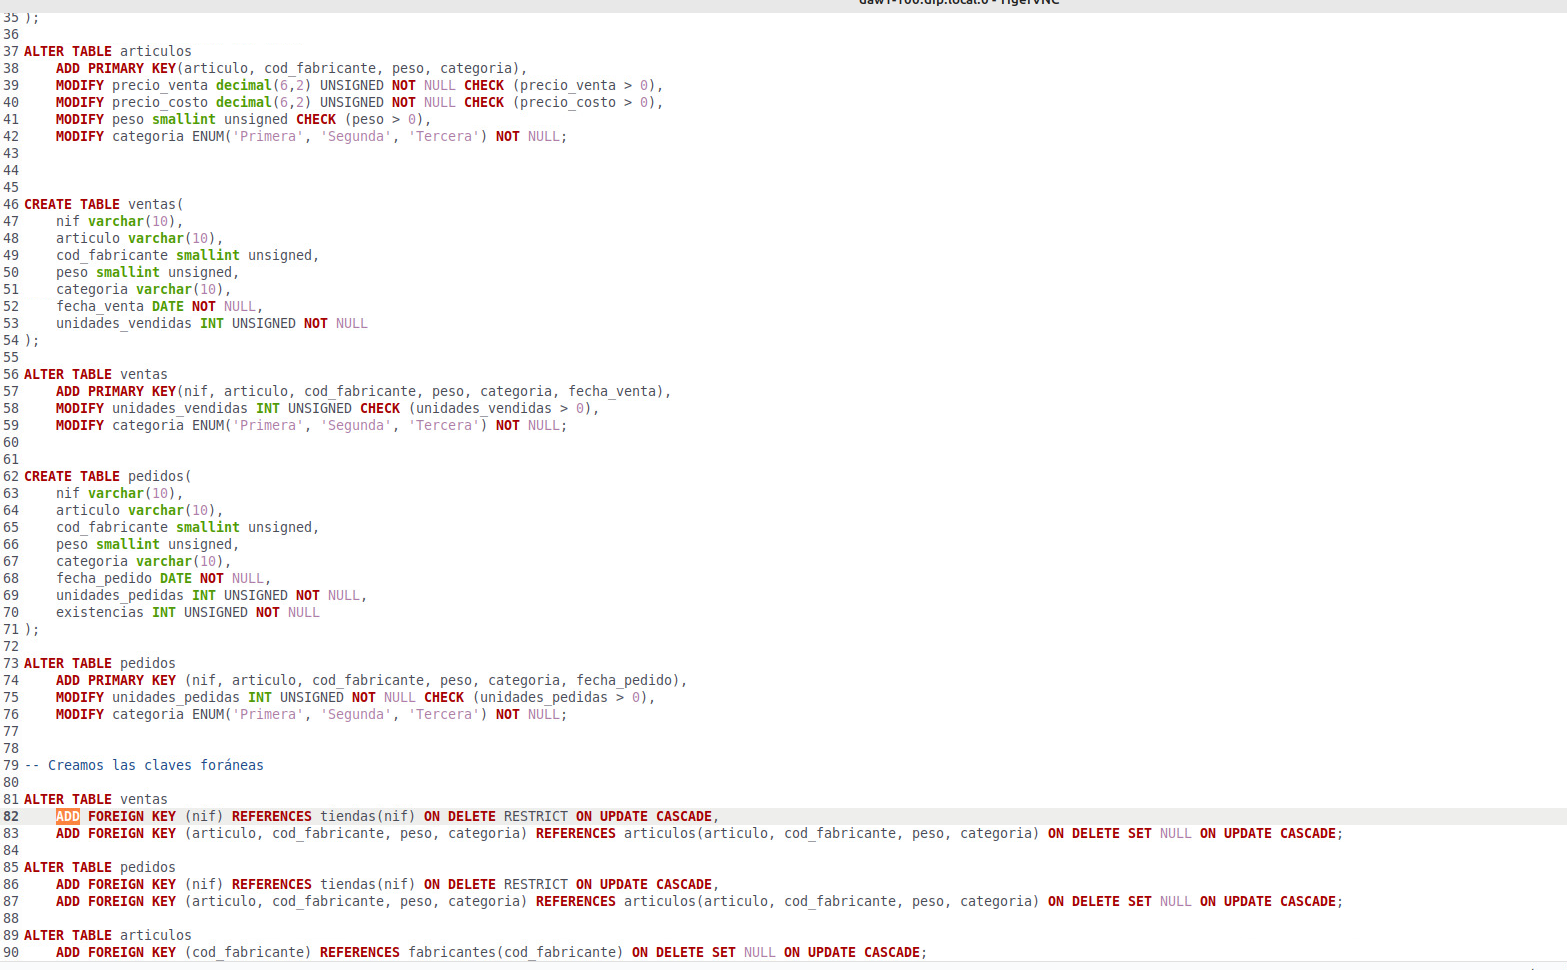 daw1-100.dip.local:0 - TigerVNC
35 );
36
37 ALTER TABLE articulos
38 ADD PRIMARY KEY(articulo, cod_fabricante, peso, categoria),
39 MODIFY precio_venta decimal(6,2) UNSIGNED NOT NULL CHECK (precio_venta > 0),
40 MODIFY precio_costo decimal(6,2) UNSIGNED NOT NULL CHECK (precio_costo > 0),
41 MODIFY peso smallint unsigned CHECK (peso > 0),
42 MODIFY categoria ENUM('Primera', 'Segunda', 'Tercera') NOT NULL;
43
44
45
46 CREATE TABLE ventas(
47 nif varchar(10),
48 articulo varchar(10),
49 cod_fabricante smallint unsigned,
50 peso smallint unsigned,
51 categoria varchar(10),
52 fecha_venta DATE NOT NULL,
53 unidades_vendidas INT UNSIGNED NOT NULL
54 );
55
56 ALTER TABLE ventas
57 ADD PRIMARY KEY(nif, articulo, cod_fabricante, peso, categoria, fecha_venta),
58 MODIFY unidades_vendidas INT UNSIGNED CHECK (unidades_vendidas > 0),
59 MODIFY categoria ENUM('Primera', 'Segunda', 'Tercera') NOT NULL;
60
61
62 CREATE TABLE pedidos(
63 nif varchar(10),
64 articulo varchar(10),
65 cod_fabricante smallint unsigned,
66 peso smallint unsigned,
67 categoria varchar(10),
68 fecha_pedido DATE NOT NULL,
69 unidades_pedidas INT UNSIGNED NOT NULL,
70 existencias INT UNSIGNED NOT NULL
71 );
72
73 ALTER TABLE pedidos
74 ADD PRIMARY KEY (nif, articulo, cod_fabricante, peso, categoria, fecha_pedido),
75 MODIFY unidades_pedidas INT UNSIGNED NOT NULL CHECK (unidades_pedidas > 0),
76 MODIFY categoria ENUM('Primera', 'Segunda', 'Tercera') NOT NULL;
77
78
79 -- Creamos las claves foráneas
80
81 ALTER TABLE ventas
82 ADD FOREIGN KEY (nif) REFERENCES tiendas(nif) ON DELETE RESTRICT ON UPDATE CASCADE,
83 ADD FOREIGN KEY (articulo, cod_fabricante, peso, categoria) REFERENCES articulos(articulo, cod_fabricante, peso, categoria) ON DELETE SET NULL ON UPDATE CASCADE;
84
85 ALTER TABLE pedidos
86 ADD FOREIGN KEY (nif) REFERENCES tiendas(nif) ON DELETE RESTRICT ON UPDATE CASCADE,
87 ADD FOREIGN KEY (articulo, cod_fabricante, peso, categoria) REFERENCES articulos(articulo, cod_fabricante, peso, categoria) ON DELETE SET NULL ON UPDATE CASCADE;
88
89 ALTER TABLE articulos
90 ADD FOREIGN KEY (cod_fabricante) REFERENCES fabricantes(cod_fabricante) ON DELETE SET NULL ON UPDATE CASCADE;